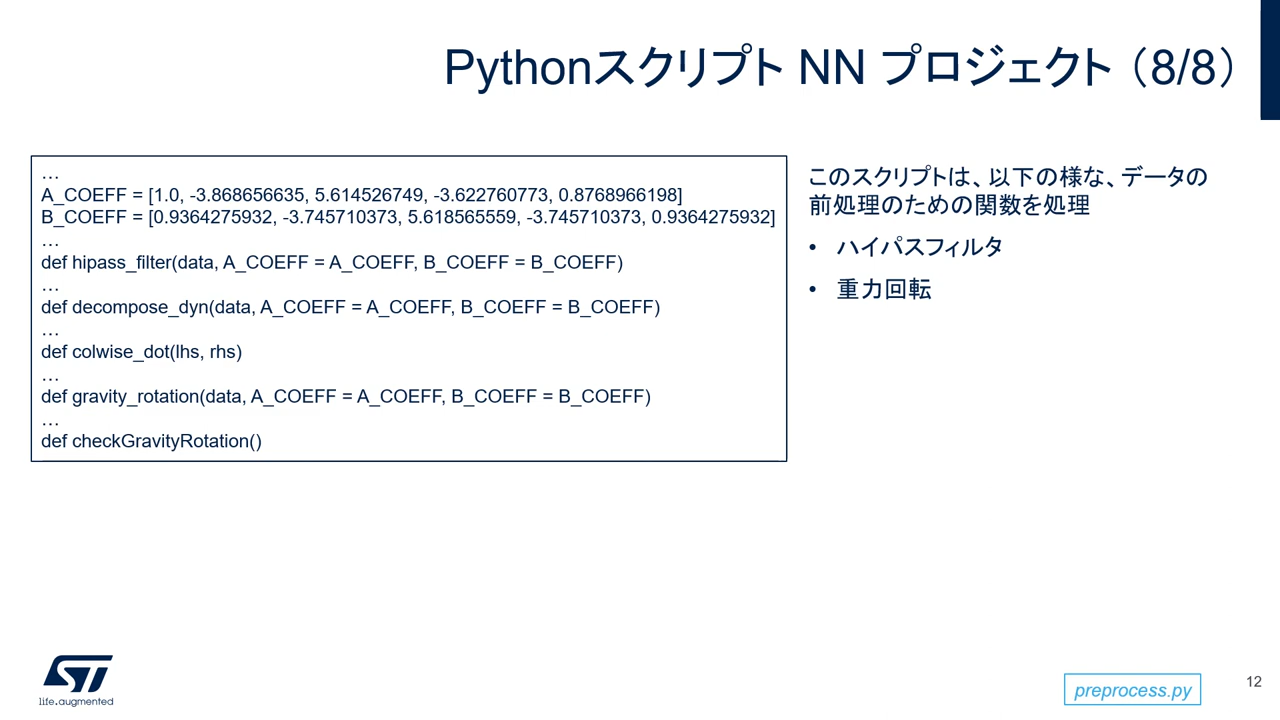 Pythonスクリプト NN プロジェクト（8/8）
…
A_COEFF = [1.0, -3.868656635, 5.614526749, -3.622760773, 0.8768966198]
B_COEFF = [0.9364275932, -3.745710373, 5.618565559, -3.745710373, 0.9364275932]
…
def hipass_filter(data, A_COEFF = A_COEFF, B_COEFF = B_COEFF)
…
def decompose_dyn(data, A_COEFF = A_COEFF, B_COEFF = B_COEFF)
…
def colwise_dot(lhs, rhs)
…
def gravity_rotation(data, A_COEFF = A_COEFF, B_COEFF = B_COEFF)
…
def checkGravityRotation()
このスクリプトは、以下の様な、データの
前処理のための関数を処理
• ハイパスフィルタ
• 重力回転
ST
life.augmented
preprocess.py
12